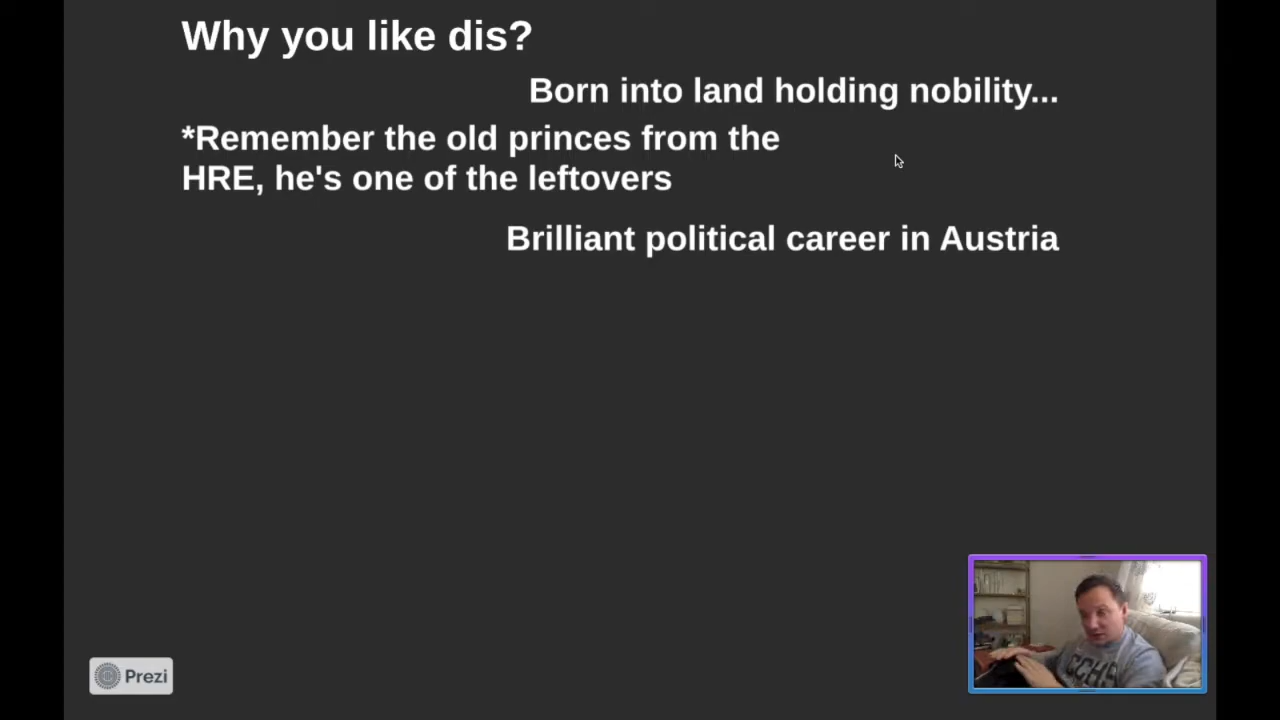 Why you like dis?
Born into land holding nobility...
*Remember the old princes from the
HRE, he's one of the leftovers
Brilliant political career in Austria
Prezi
CCHS